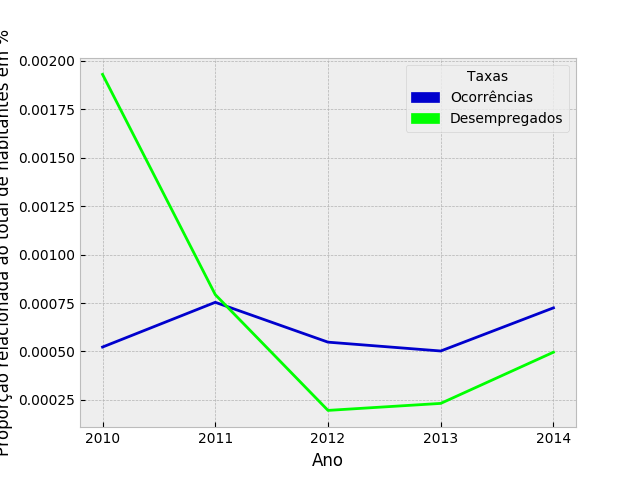 Proporção relacionada ao total de habitantes em %
0.00200
0.00175
0.00150
0.00125
0.00100
0.00075
0.00050
0.00025
Taxas
Ocorrências
Desempregados
2010 2011 2012 2013 2014
Ano